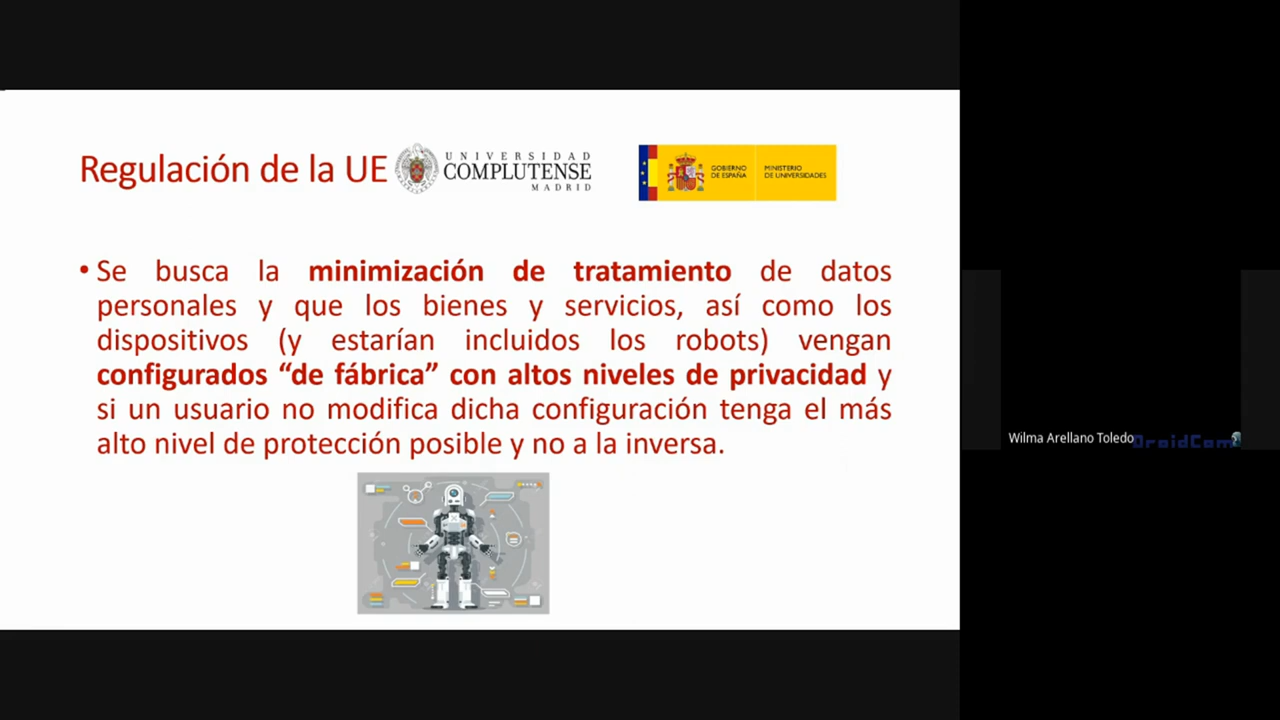 Regulación de la UE
UNIVERSIDAD
COMPLUTENSE
MADRID
GOBIERNO
DE ESPAÑA
MINISTERIO
DE UNIVERSIDADES
• Se busca la minimización de tratamiento de datos
personales y que los bienes y servicios, así como los
dispositivos (y estarían incluidos los robots) vengan
configurados “de fábrica” con altos niveles de privacidad y
si un usuario no modifica dicha configuración tenga el más
alto nivel de protección posible y no a la inversa.
Wilma Arellano Toledo
DroidCam